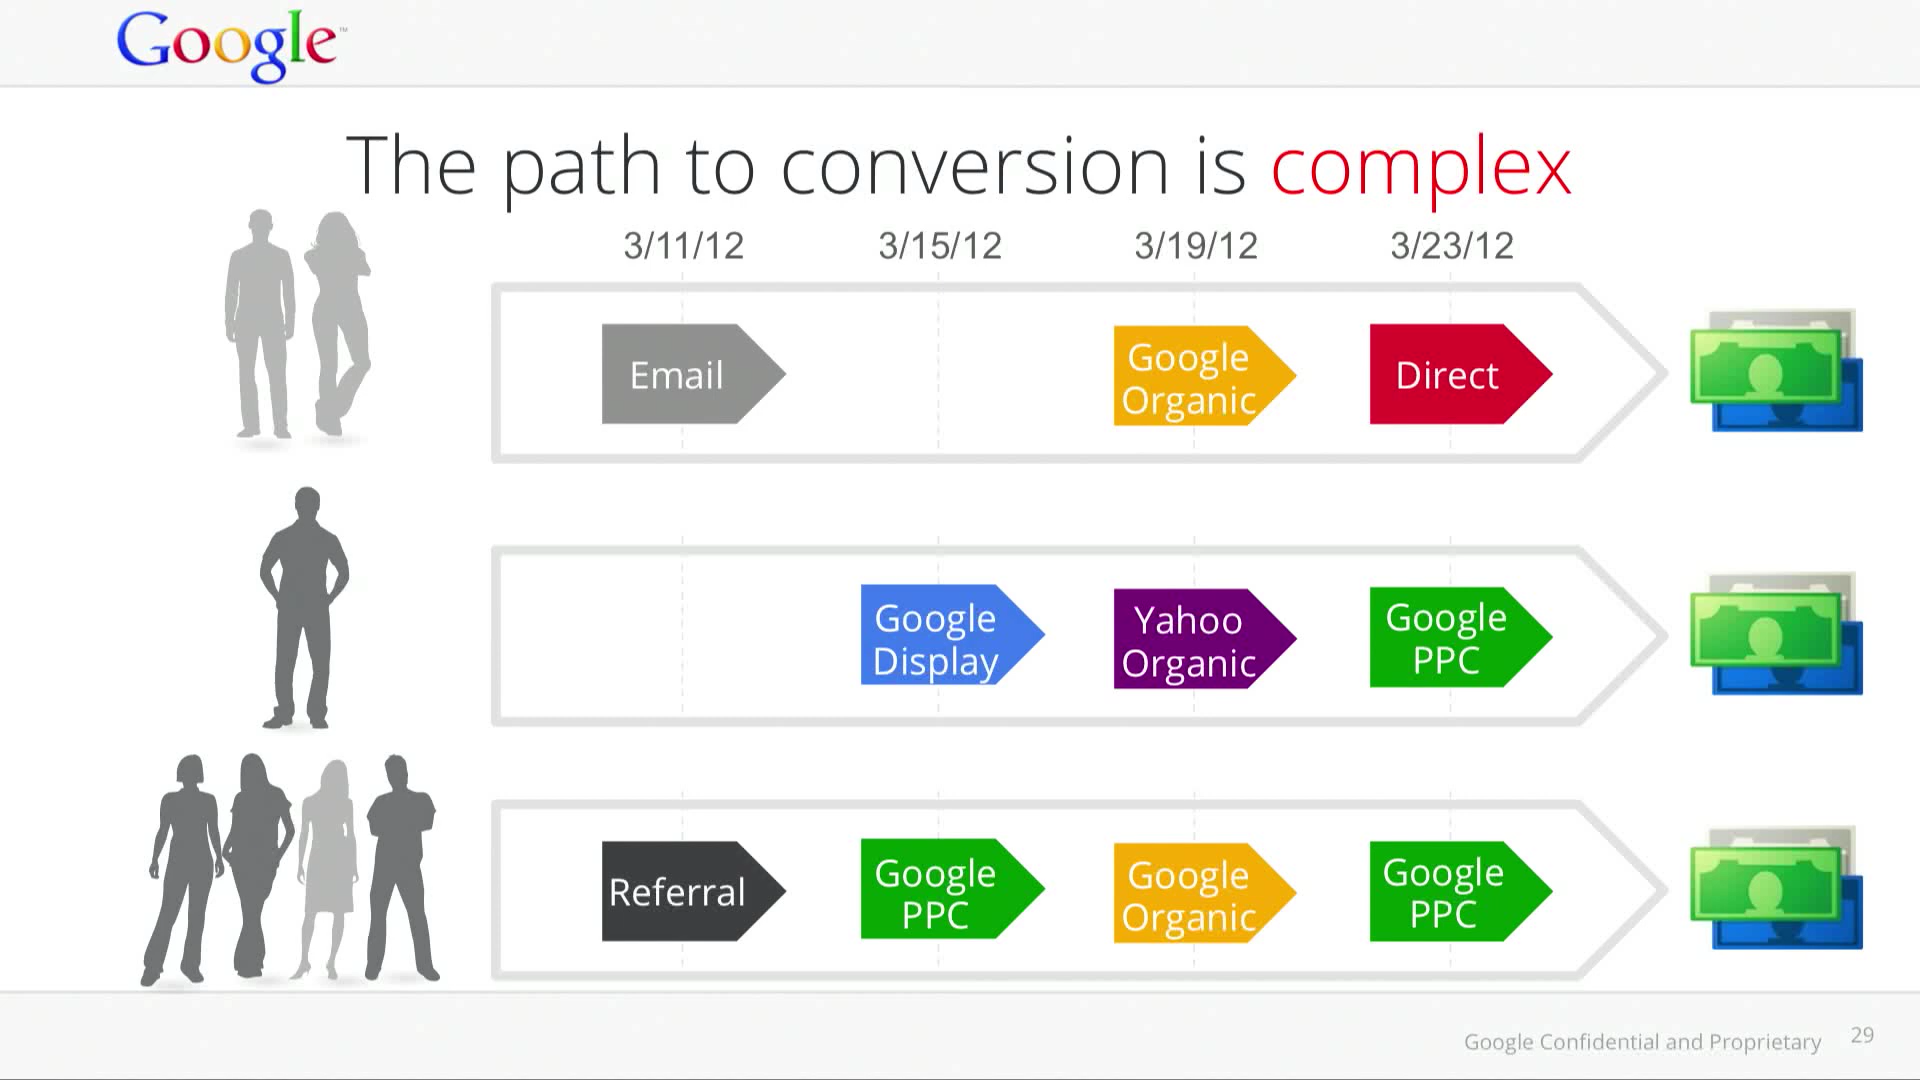 Google™
The path to conversion is complex
3/11/12 3/15/12 3/19/12 3/23/12
Email
Google
Organic
Direct
Google
Display
Yahoo
Organic
Google
PPC
Referral
Google
PPC
Google
Organic
Google
PPC
Google Confidential and Proprietary 29